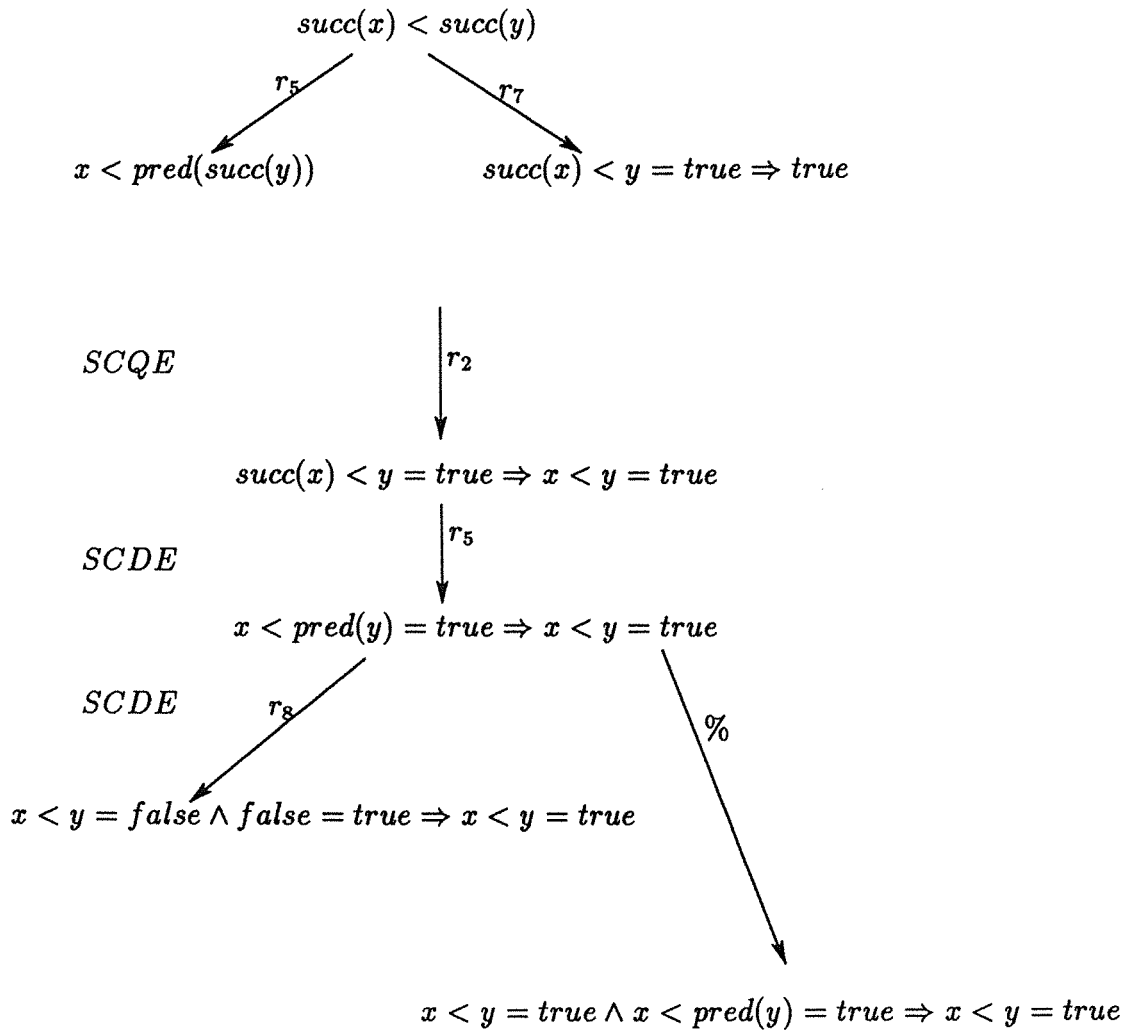 succ(x) < succ(y)
r₅ r₇
x < pred(succ(y)) succ(x) < y = true ⇒ true
SCQE r₂
succ(x) < y = true ⇒ x < y = true
SCDE r₅
x < pred(y) = true ⇒ x < y = true
SCDE r₈ %
x < y = false ∧ false = true ⇒ x < y = true
x < y = true ∧ x < pred(y) = true ⇒ x < y = true